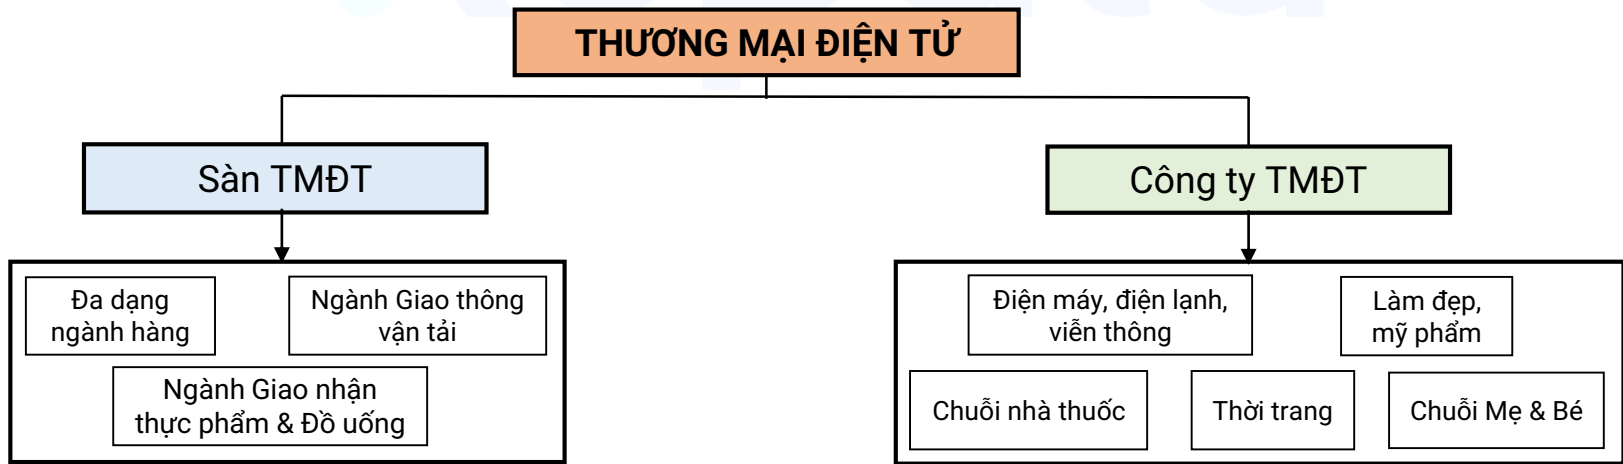 THƯƠNG MẠI ĐIỆN TỬ
Sàn TMĐT
Công ty TMĐT
Đa dạng
ngành hàng
Ngành Giao thông
vận tải
Ngành Giao nhận
thực phẩm & Đồ uống
Điện máy, điện lạnh,
viễn thông
Làm đẹp,
mỹ phẩm
Chuỗi nhà thuốc
Thời trang
Chuỗi Mẹ & Bé